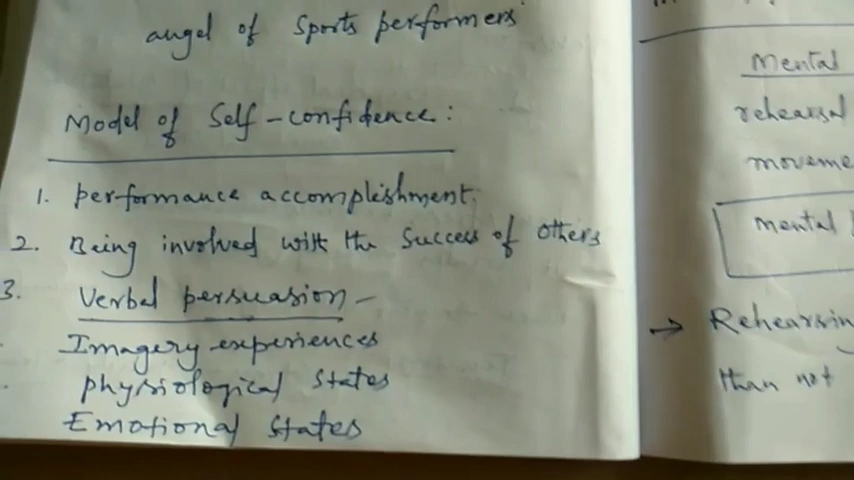 angel of Sports performers
Model of Self-confidence:
1. performance accomplishment.
2. Being involved with the Success of others
3. Verbal persuasion-
Imagery experiences
physiological states
Emotional states
Mental
rehearsal
moveme
mental
→ Rehearsin
than not